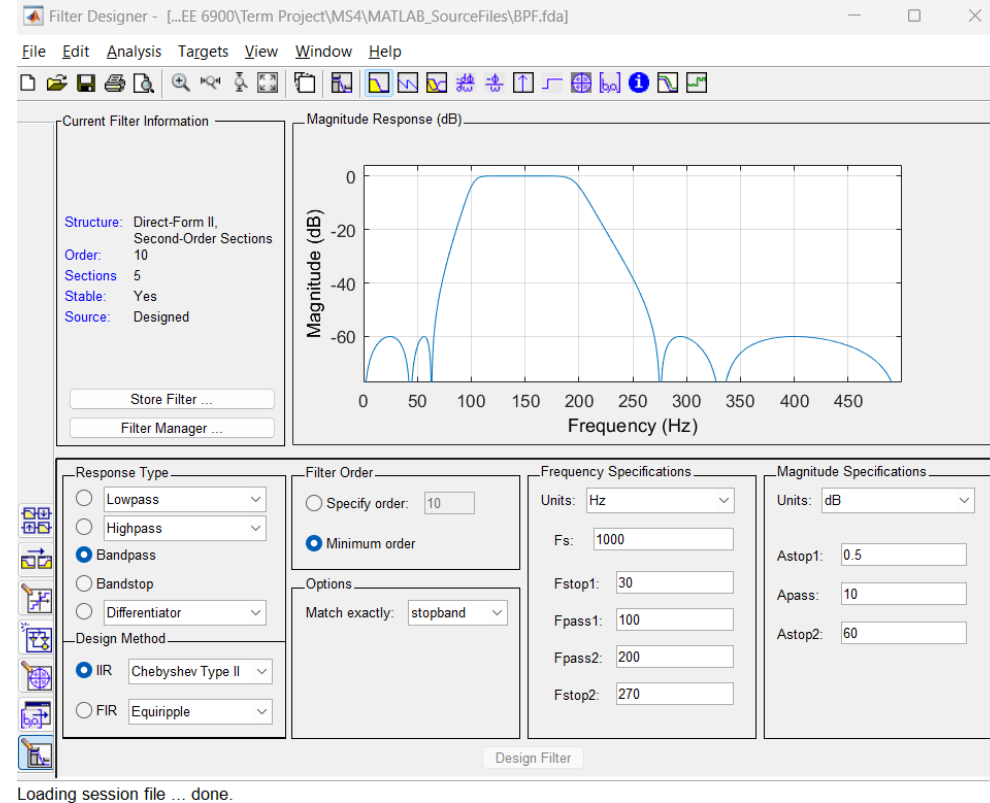 Filter Designer - [...EE 6900\Term Project\MS4\MATLAB_SourceFiles\BPF.fda]
File Edit Analysis Targets View Window Help
Current Filter Information
Structure: Direct-Form II,
Second-Order Sections
Order: 10
Sections 5
Stable: Yes
Source: Designed
Store Filter ...
Filter Manager ...
Magnitude Response (dB)
0
-20
-40
-60
Magnitude (dB)
0 50 100 150 200 250 300 350 400 450
Frequency (Hz)
Response Type
Lowpass
Highpass
Bandpass
Bandstop
Differentiator
Design Method
IIR Chebyshev Type II
FIR Equiripple
Filter Order
Specify order: 10
Minimum order
Options
Match exactly: stopband
Frequency Specifications
Units: Hz
Fs: 1000
Fstop1: 30
Fpass1: 100
Fpass2: 200
Fstop2: 270
Magnitude Specifications
Units: dB
Astop1: 0.5
Apass: 10
Astop2: 60
Design Filter
Loading session file ... done.